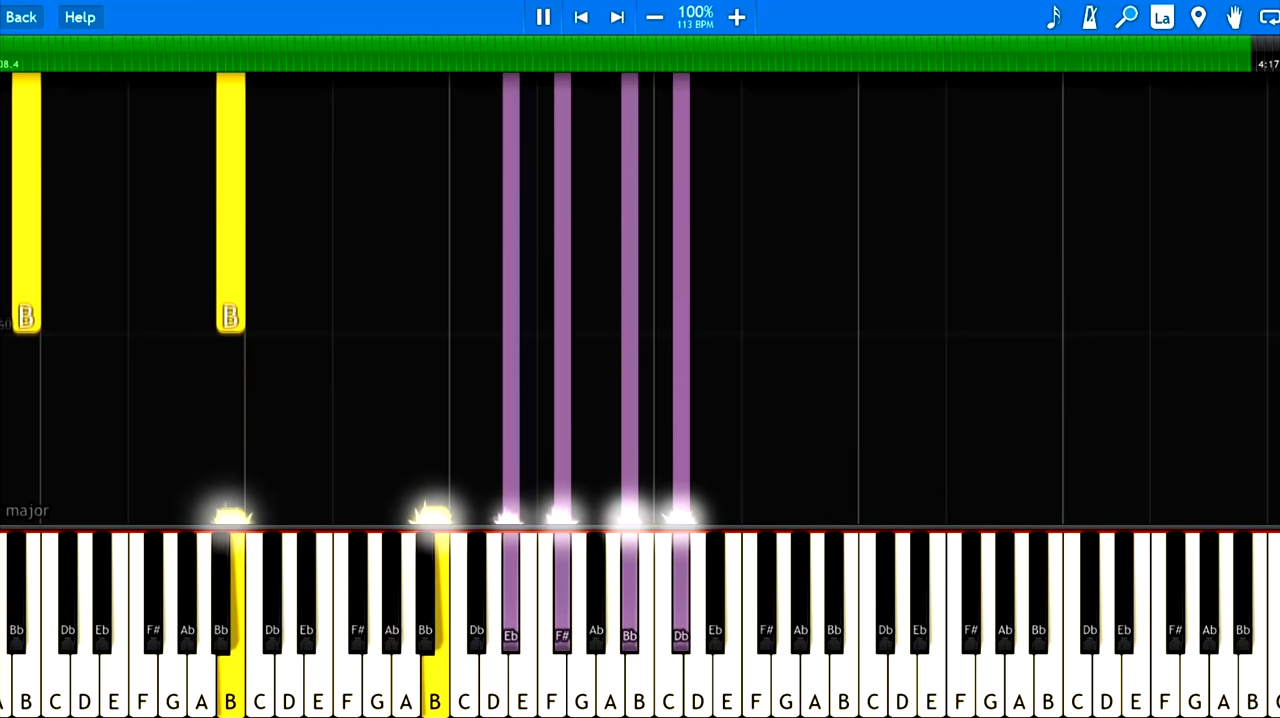 Back Help 100% La
113 BPM
08.4 4:17
B B
major
Bb Db Eb F# Ab Bb Db Eb F# Ab Bb Db Eb F# Ab Bb Db Eb F# Ab Bb Db Eb F# Ab Bb Db Eb F# Ab Bb
B C D E F G A B C D E F G A B C D E F G A B C D E F G A B C D E F G A B C D E F G A B